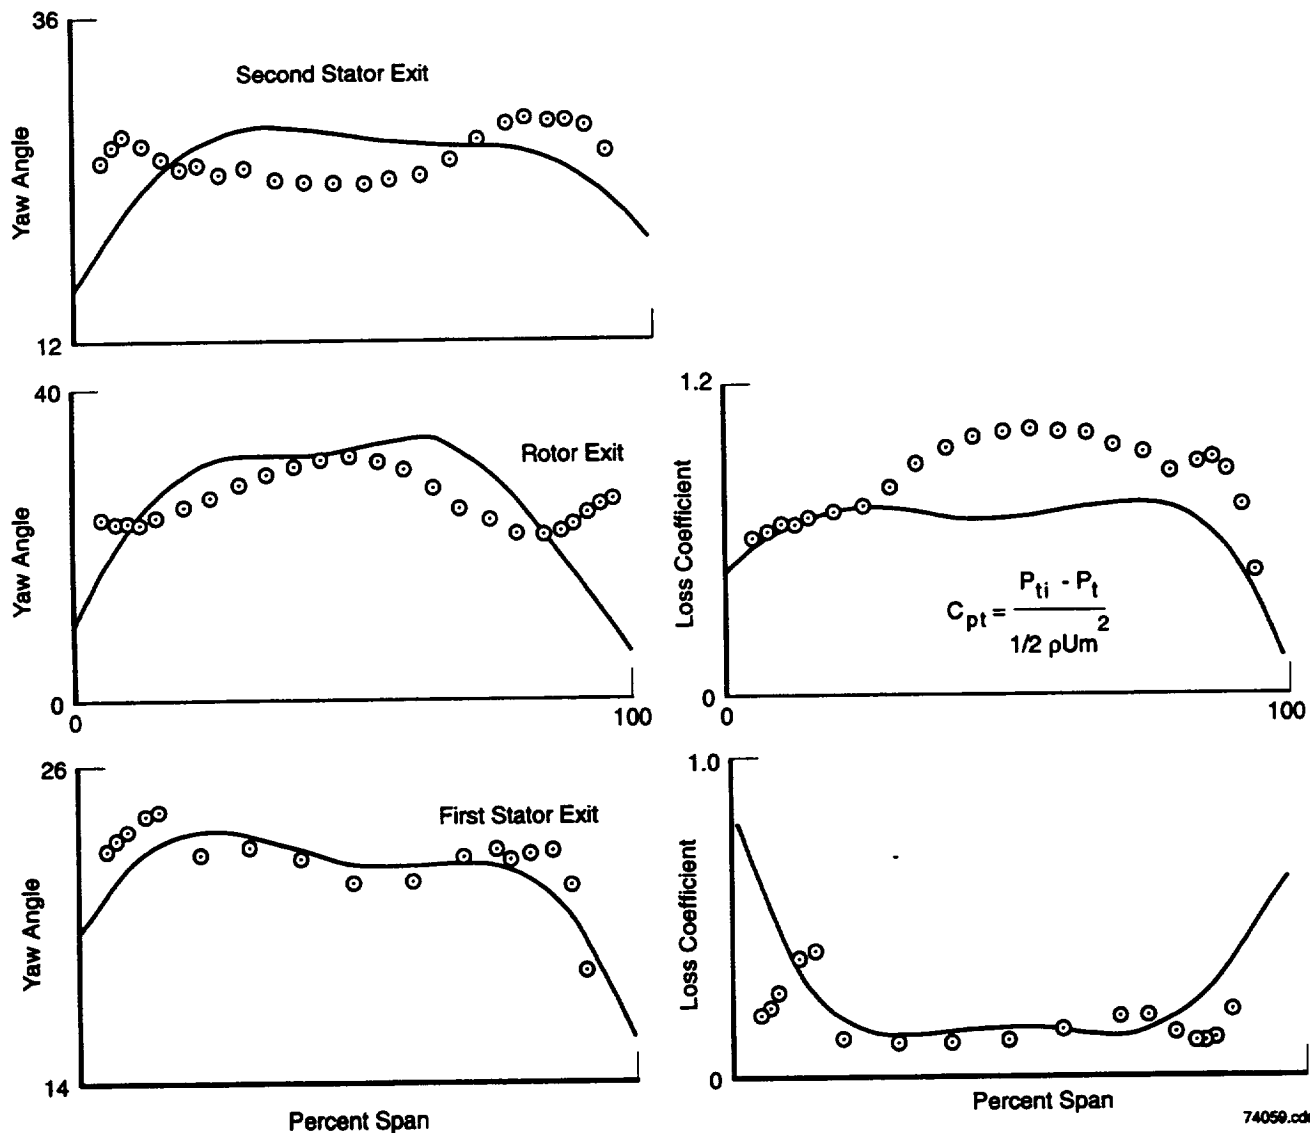 36
Second Stator Exit
Yaw Angle
12
40
Rotor Exit
Yaw Angle
0
0
100
1.2
Loss Coefficient
C_pt = (P_ti - P_t) / (1/2 ρUm^2)
0
0
100
26
First Stator Exit
Yaw Angle
14
Percent Span
1.0
Loss Coefficient
0
Percent Span